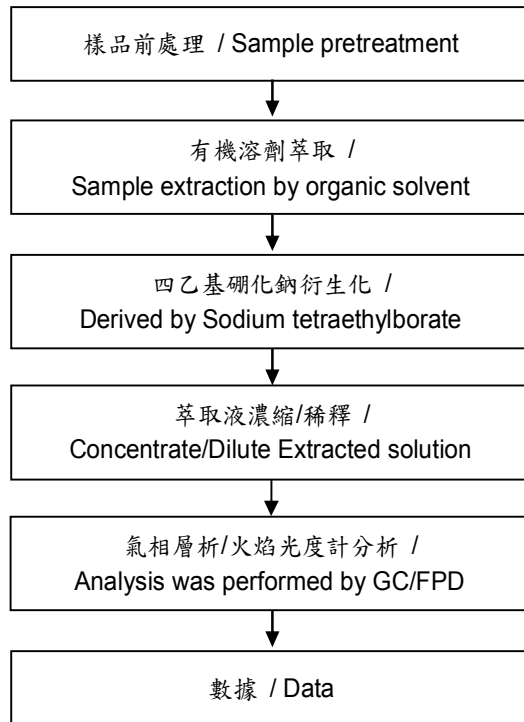 樣品前處理 / Sample pretreatment
有機溶劑萃取 /
Sample extraction by organic solvent
四乙基硼化鈉衍生化 /
Derived by Sodium tetraethylborate
萃取液濃縮/稀釋 /
Concentrate/Dilute Extracted solution
氣相層析/火焰光度計分析 /
Analysis was performed by GC/FPD
數據 / Data